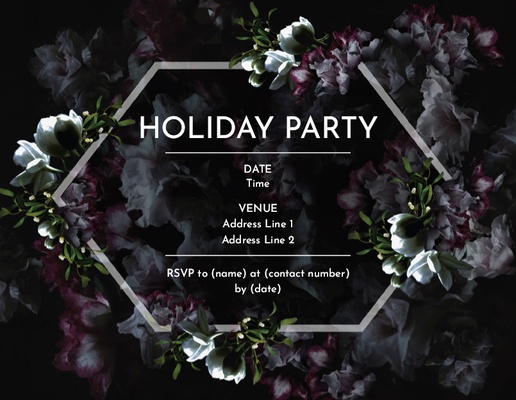 HOLIDAY PARTY
DATE
Time
VENUE
Address Line 1
Address Line 2
RSVP to (name) at (contact number)
by (date)